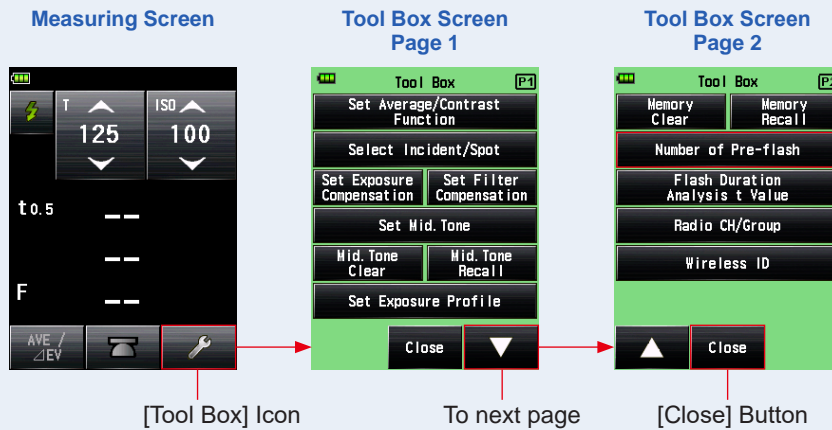 Measuring Screen
T
ISO
125
100
t0.5
--
--
F
--
AVE /
⊿EV
[Tool Box] Icon
Tool Box Screen
Page 1
Tool Box
P1
Set Average/Contrast
Function
Select Incident/Spot
Set Exposure
Compensation
Set Filter
Compensation
Set Mid.Tone
Mid.Tone
Clear
Mid.Tone
Recall
Set Exposure Profile
Close
To next page
Tool Box Screen
Page 2
Tool Box
Memory
Clear
Memory
Recall
Number of Pre-flash
Flash Duration
Analysis t Value
Radio CH/Group
Wireless ID
Close
[Close] Button